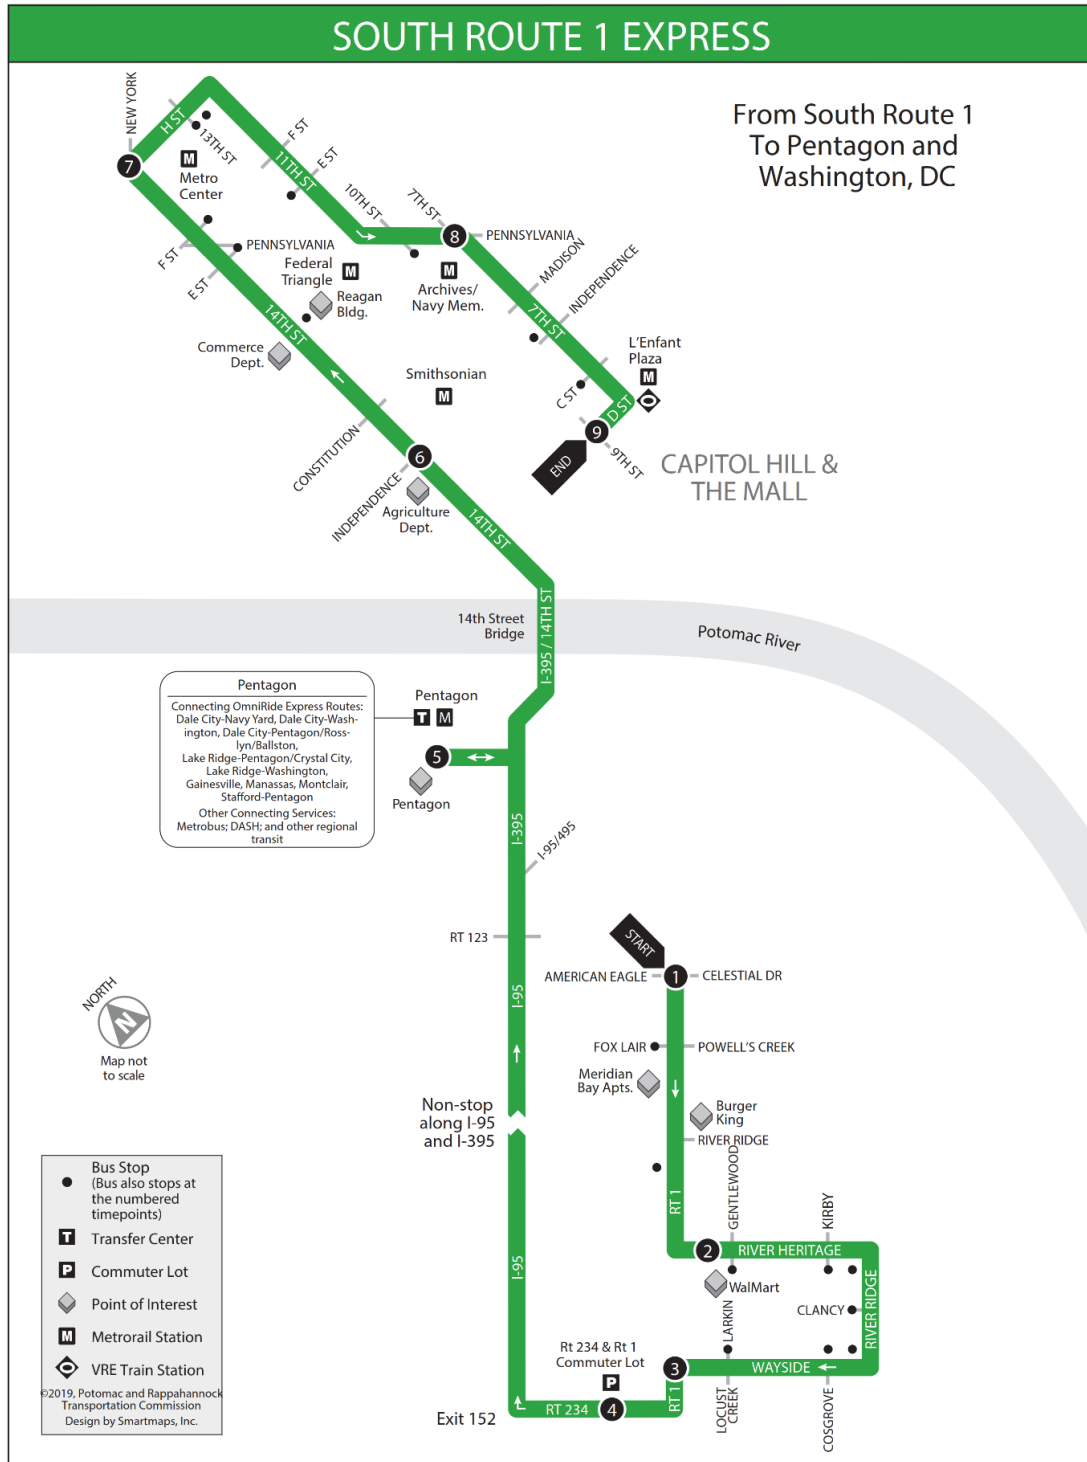 SOUTH ROUTE 1 EXPRESS
From South Route 1
To Pentagon and
Washington, DC
NEW YORK
H ST
13TH ST
7
M
Metro
Center
F ST
11TH ST
E ST
10TH ST
7TH ST
8
PENNSYLVANIA
MADISON
INDEPENDENCE
F ST
E ST
PENNSYLVANIA
Federal
Triangle
M
Reagan
Bldg.
M
Archives/
Navy Mem.
7TH ST
14TH ST
Commerce
Dept.
L'Enfant
Plaza
M
Smithsonian
M
C ST
D ST
9
9TH ST
END
CAPITOL HILL &
THE MALL
CONSTITUTION
6
INDEPENDENCE
Agriculture
Dept.
14TH ST
14th Street
Bridge
I-395 / 14TH ST
Potomac River
Pentagon
Connecting OmniRide Express Routes:
Dale City-Navy Yard, Dale City-Wash-
ington, Dale City-Pentagon/Ross-
lyn/Ballston,
Lake Ridge-Pentagon/Crystal City,
Lake Ridge-Washington,
Gainesville, Manassas, Montclair,
Stafford-Pentagon
Other Connecting Services:
Metrobus; DASH; and other regional
transit
Pentagon
T M
5
Pentagon
I-395
I-95/495
RT 123
START
AMERICAN EAGLE
1
CELESTIAL DR
I-95
NORTH
N
Map not
to scale
FOX LAIR
POWELL'S CREEK
Meridian
Bay Apts.
Burger
King
Non-stop
along I-95
and I-395
RIVER RIDGE
RT 1
GENTLEWOOD
KIRBY
2
RIVER HERITAGE
WalMart
I-95
CLANCY
RIVER RIDGE
LARKIN
Rt 234 & Rt 1
Commuter Lot
P
3
WAYSIDE
RT 1
LOCUST
CREEK
COSGROVE
Exit 152
RT 234
4
Bus Stop
(Bus also stops at
the numbered
timepoints)
T Transfer Center
P Commuter Lot
Point of Interest
M Metrorail Station
VRE Train Station
©2019, Potomac and Rappahannock
Transportation Commission
Design by Smartmaps, Inc.